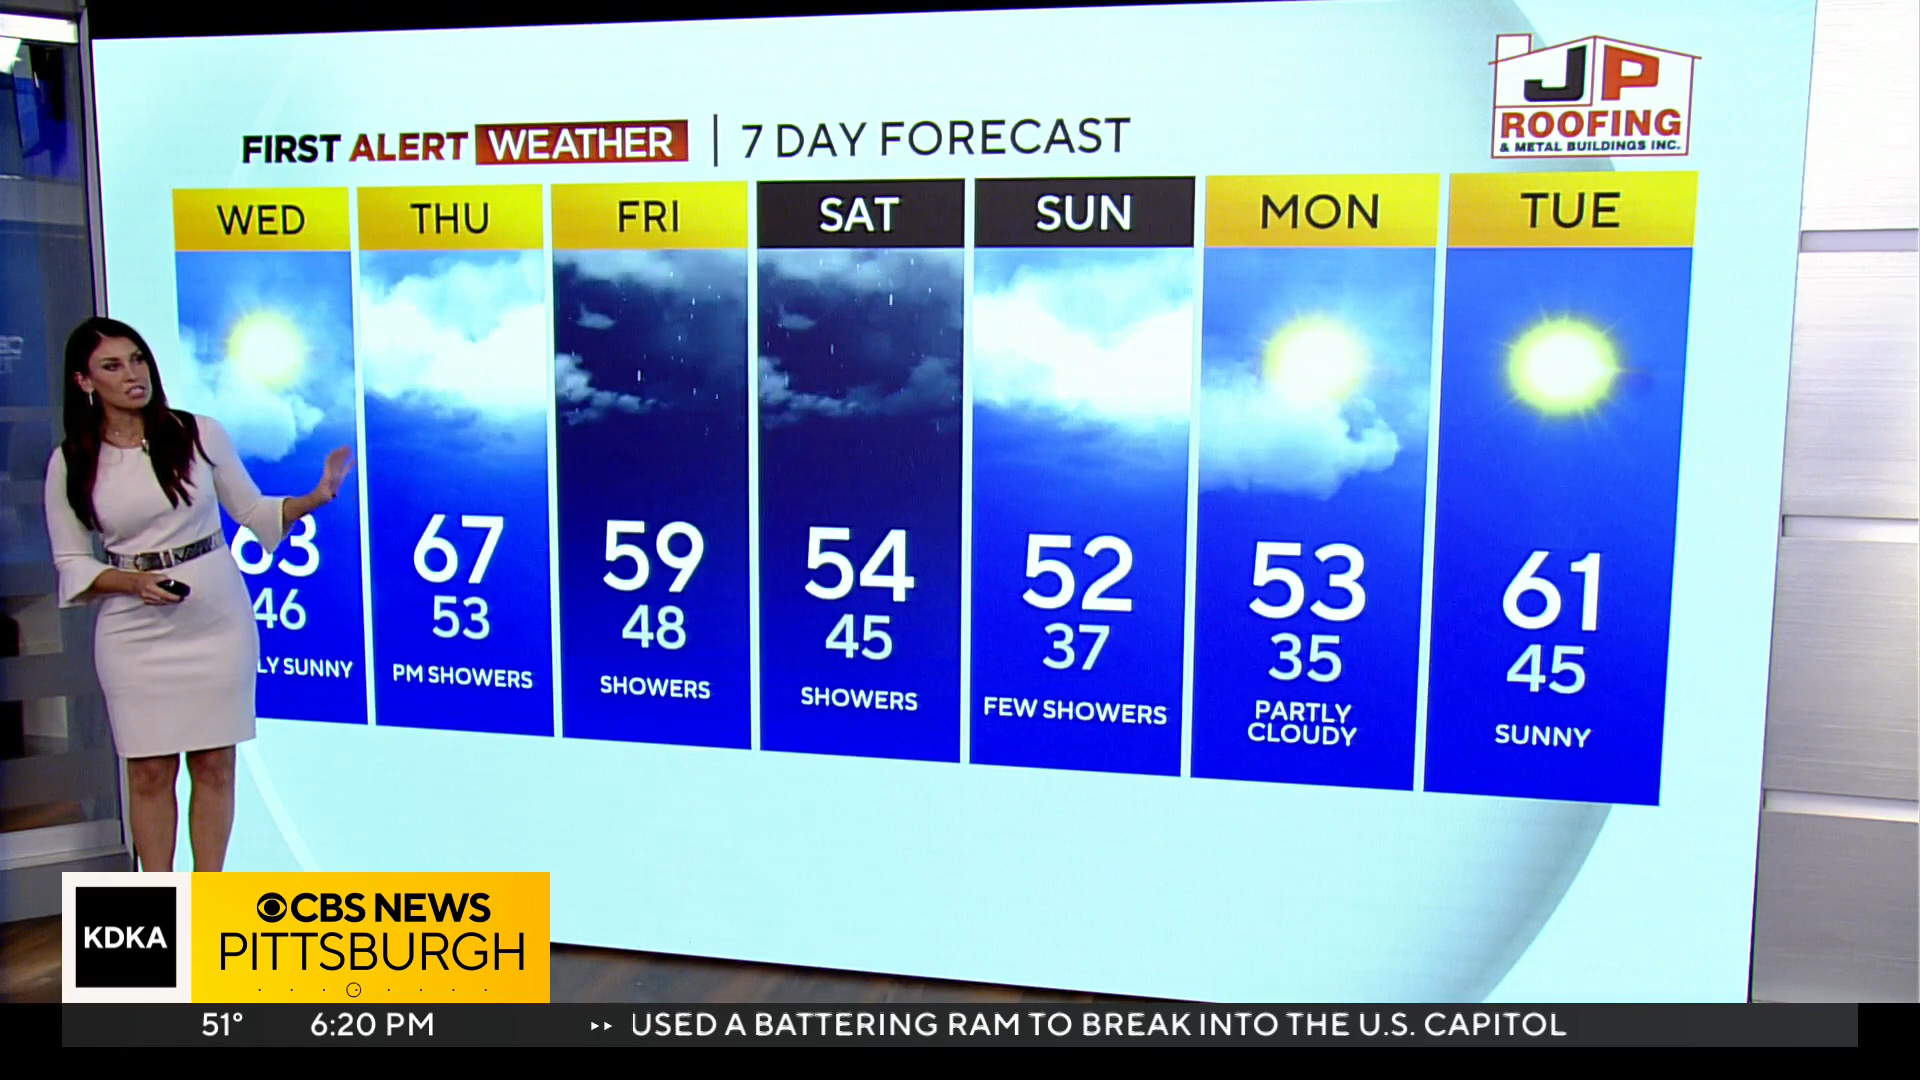 JP
ROOFING
& METAL BUILDINGS INC.
FIRST ALERT WEATHER | 7 DAY FORECAST
WED THU FRI SAT SUN MON TUE
63 67 59 54 52 53 61
46 53 48 45 37 35 45
LY SUNNY PM SHOWERS SHOWERS SHOWERS FEW SHOWERS PARTLY CLOUDY SUNNY
KDKA
CBS NEWS
PITTSBURGH
51° 6:20 PM USED A BATTERING RAM TO BREAK INTO THE U.S. CAPITOL